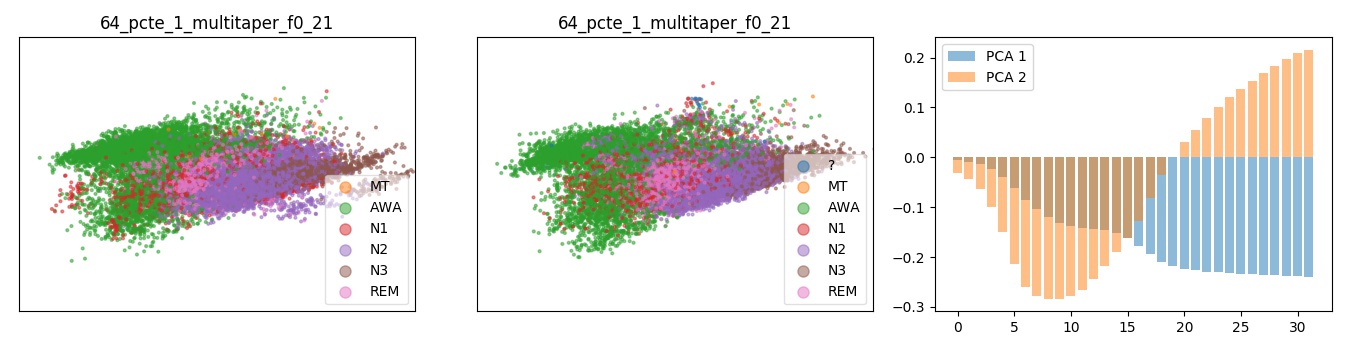 64_pcte_1_multitaper_f0_21
MT
AWA
N1
N2
N3
REM
64_pcte_1_multitaper_f0_21
?
MT
AWA
N1
N2
N3
REM
PCA 1
PCA 2
0.2
0.1
0.0
−0.1
−0.2
−0.3
0 5 10 15 20 25 30